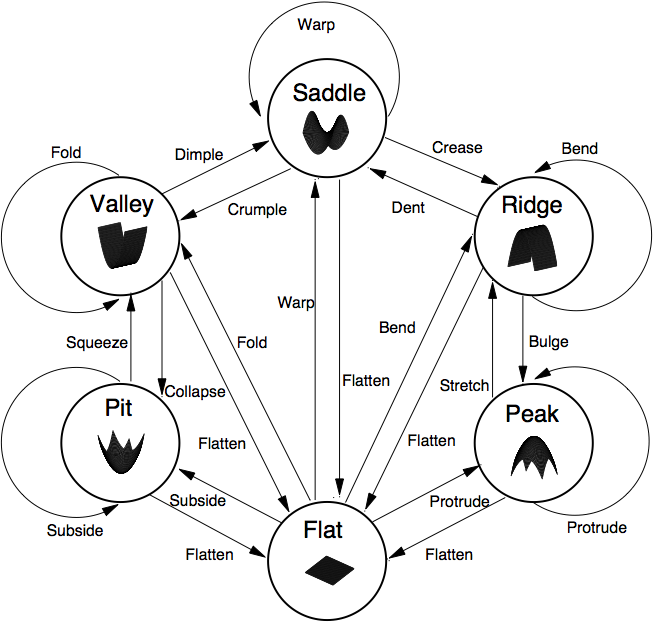 Warp
Saddle
Fold
Dimple
Crease
Bend
Valley
Crumple
Dent
Ridge
Warp
Squeeze
Fold
Bend
Bulge
Collapse
Flatten
Stretch
Pit
Peak
Flatten
Flatten
Subside
Protrude
Subside
Flat
Protrude
Flatten
Flatten